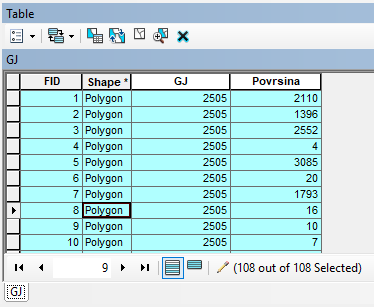 Table
GJ
FID Shape * GJ Povrsina
1 Polygon 2505 2110
2 Polygon 2505 1396
3 Polygon 2505 2552
4 Polygon 2505 4
5 Polygon 2505 3085
6 Polygon 2505 20
7 Polygon 2505 1793
8 Polygon 2505 16
9 Polygon 2505 10
10 Polygon 2505 7
9 (108 out of 108 Selected)
GJ